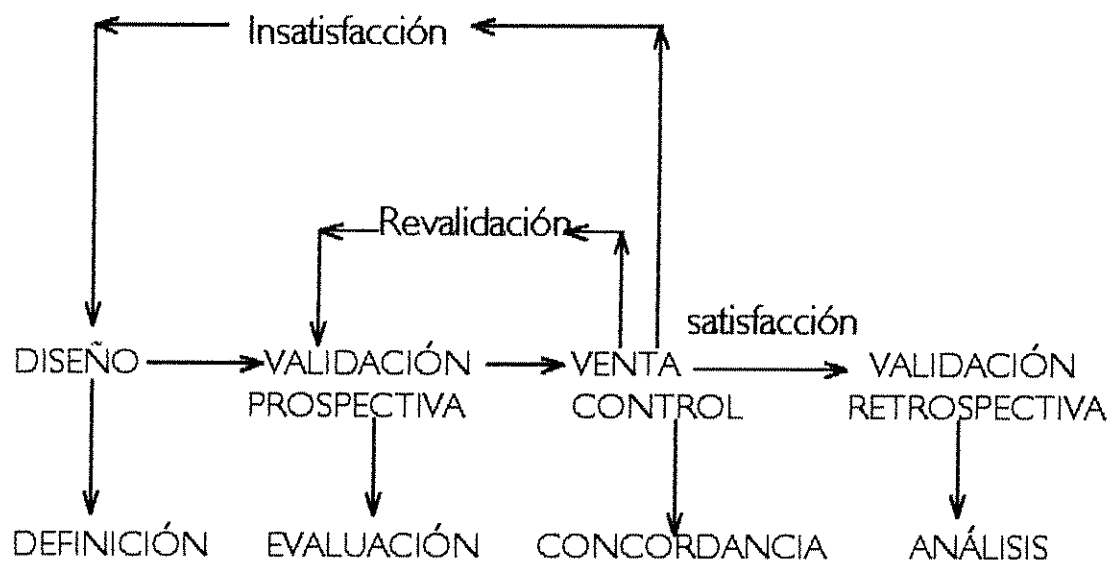 Insatisfacción
Revalidación
satisfacción
DISEÑO VALIDACIÓN VENTA VALIDACIÓN
PROSPECTIVA CONTROL RETROSPECTIVA
DEFINICIÓN EVALUACIÓN CONCORDANCIA ANÁLISIS